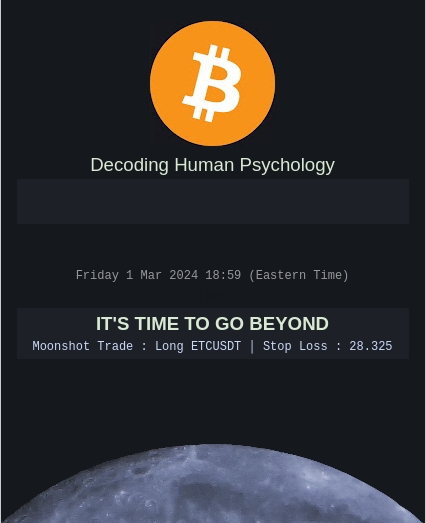 Decoding Human Psychology
Friday 1 Mar 2024 18:59 (Eastern Time)
IT'S TIME TO GO BEYOND
Moonshot Trade : Long ETCUSDT | Stop Loss : 28.325